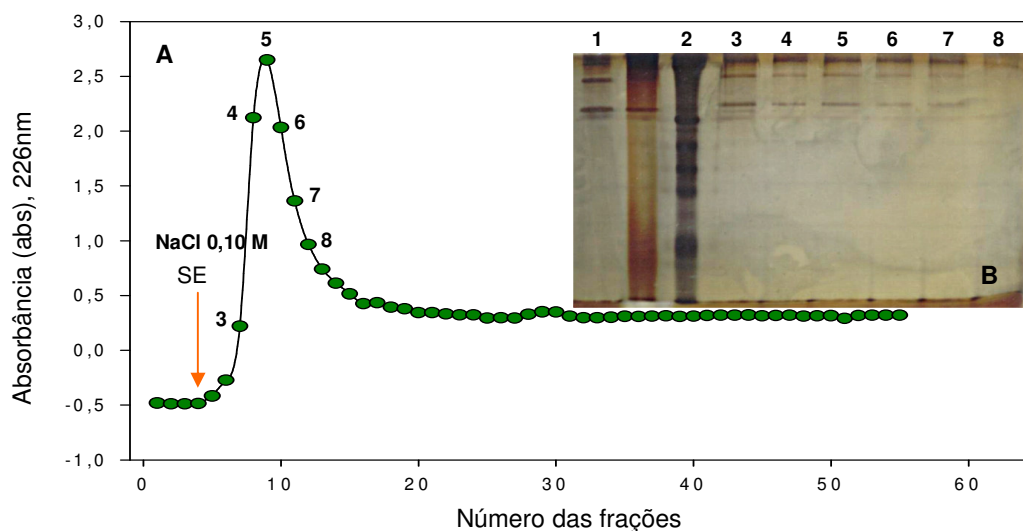 A
B
1 2 3 4 5 6 7 8
3,0
2,5
2,0
1,5
1,0
0,5
0,0
-0,5
-1,0
Absorbância (abs), 226nm
5
4
6
7
8
3
NaCl 0,10 M
SE
0 10 20 30 40 50 60
Número das frações